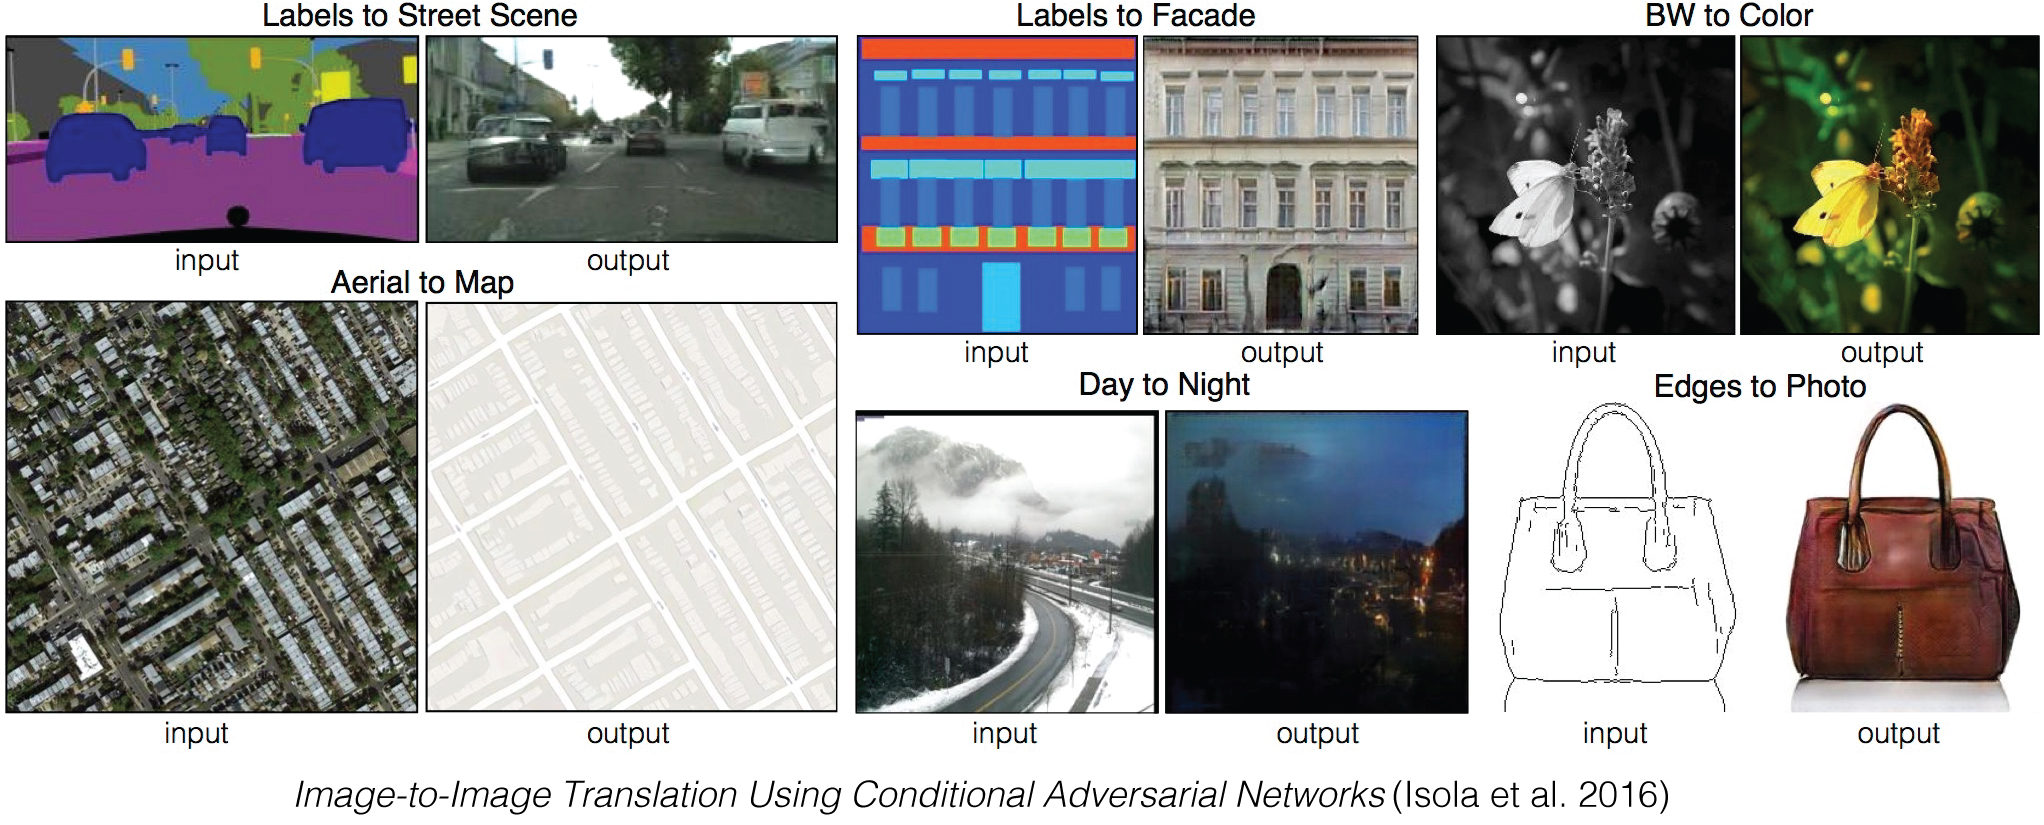 Labels to Street Scene
input
output
Aerial to Map
input
output
Labels to Facade
input
output
BW to Color
input
output
Day to Night
input
output
Edges to Photo
input
output
Image-to-Image Translation Using Conditional Adversarial Networks (Isola et al. 2016)